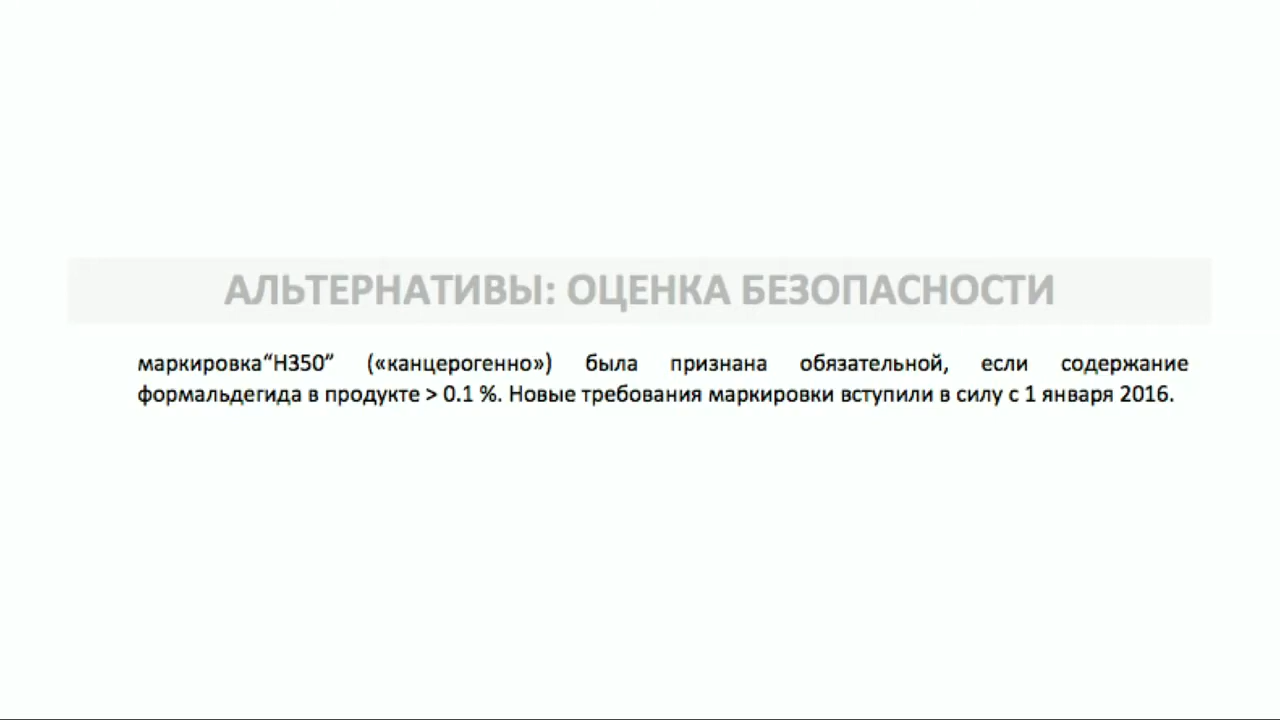 АЛЬТЕРНАТИВЫ: ОЦЕНКА БЕЗОПАСНОСТИ
маркировка“H350” («канцерогенно») была признана обязательной, если содержание
формальдегида в продукте > 0.1 %. Новые требования маркировки вступили в силу с 1 января 2016.